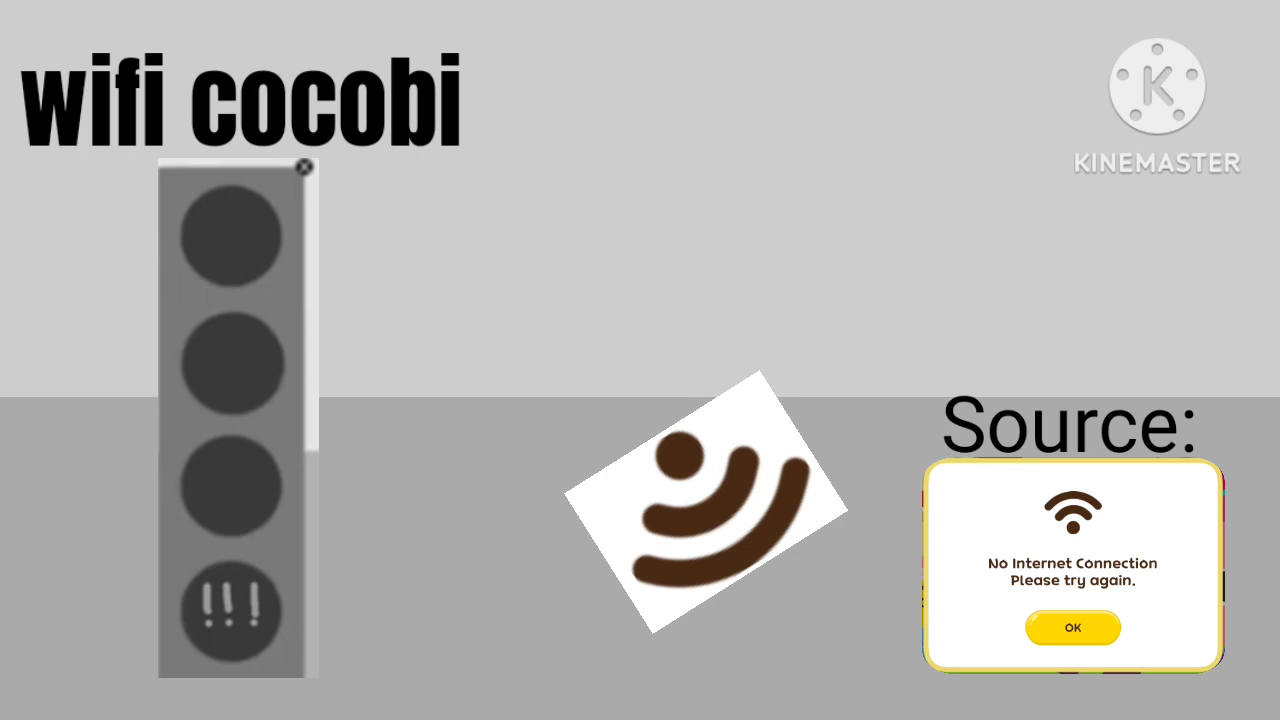 wifi cocobi
K
KINEMASTER
!!!
Source:
No Internet Connection
Please try again.
OK